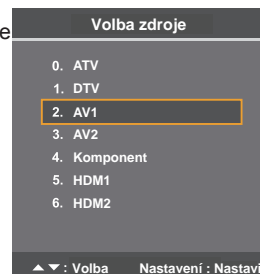 e
Volba zdroje
0. ATV
1. DTV
2. AV1
3. AV2
4. Komponent
5. HDM1
6. HDM2
▲ ▼ : Volba Nastavení : Nastavi